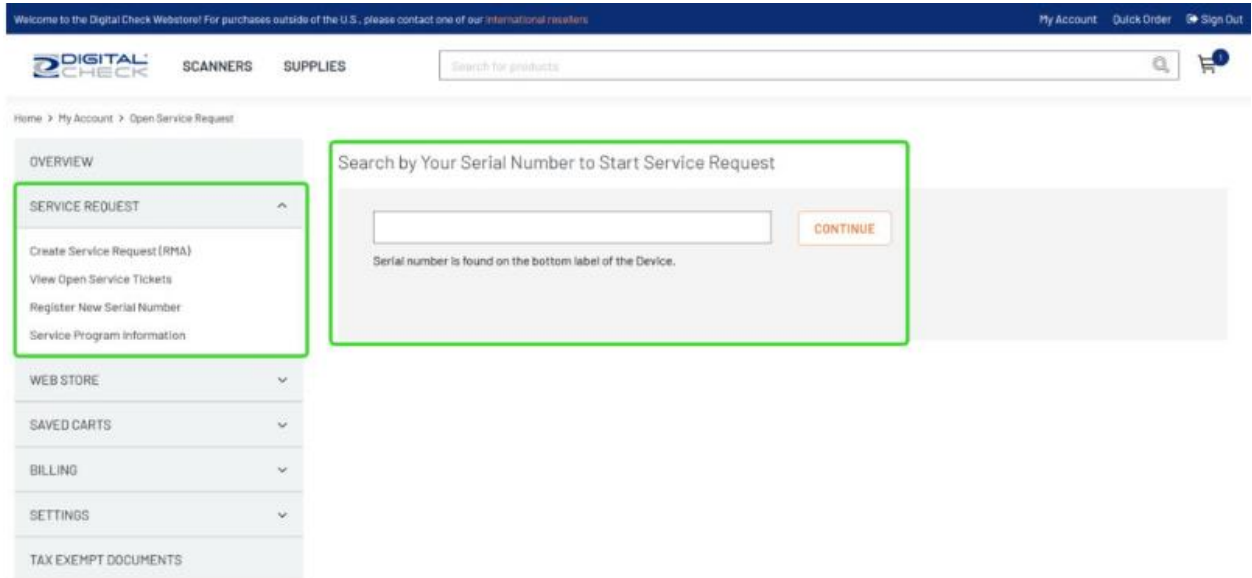 Welcome to the Digital Check Webstore! For purchases outside of the U.S., please contact one of our international resellers
My Account Quick Order Sign Out
DIGITAL CHECK
SCANNERS SUPPLIES
Search for products
1
Home > My Account > Open Service Request
OVERVIEW
SERVICE REQUEST
Create Service Request (RMA)
View Open Service Tickets
Register New Serial Number
Service Program Information
WEB STORE
SAVED CARTS
BILLING
SETTINGS
TAX EXEMPT DOCUMENTS
Search by Your Serial Number to Start Service Request
CONTINUE
Serial number is found on the bottom label of the Device.